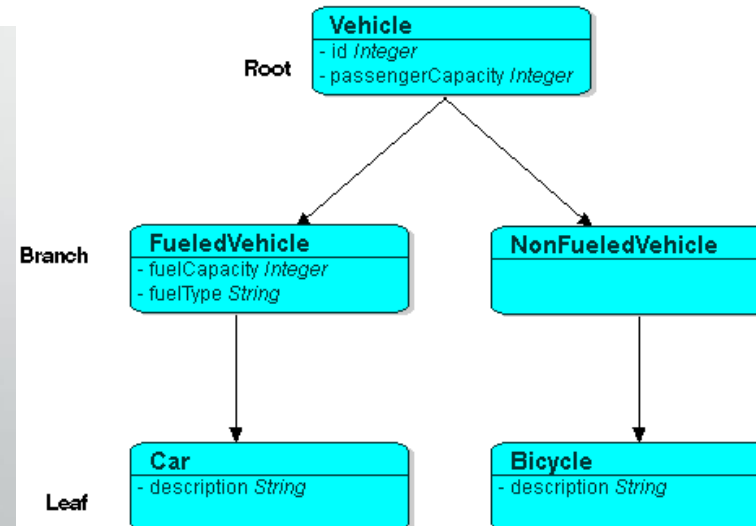 Vehicle
- id Integer
- passengerCapacity Integer
Root
Branch
FueledVehicle
- fuelCapacity Integer
- fuelType String
NonFueledVehicle
Leaf
Car
- description String
Bicycle
- description String